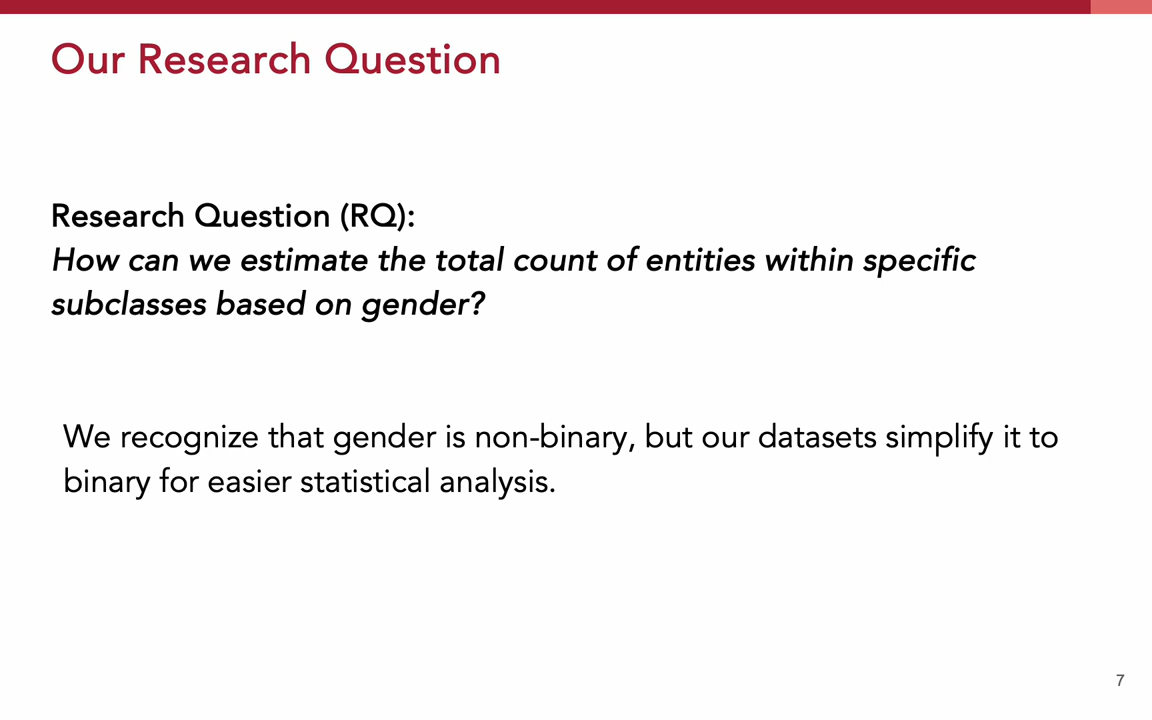 Our Research Question
Research Question (RQ):
How can we estimate the total count of entities within specific
subclasses based on gender?
We recognize that gender is non-binary, but our datasets simplify it to
binary for easier statistical analysis.
7